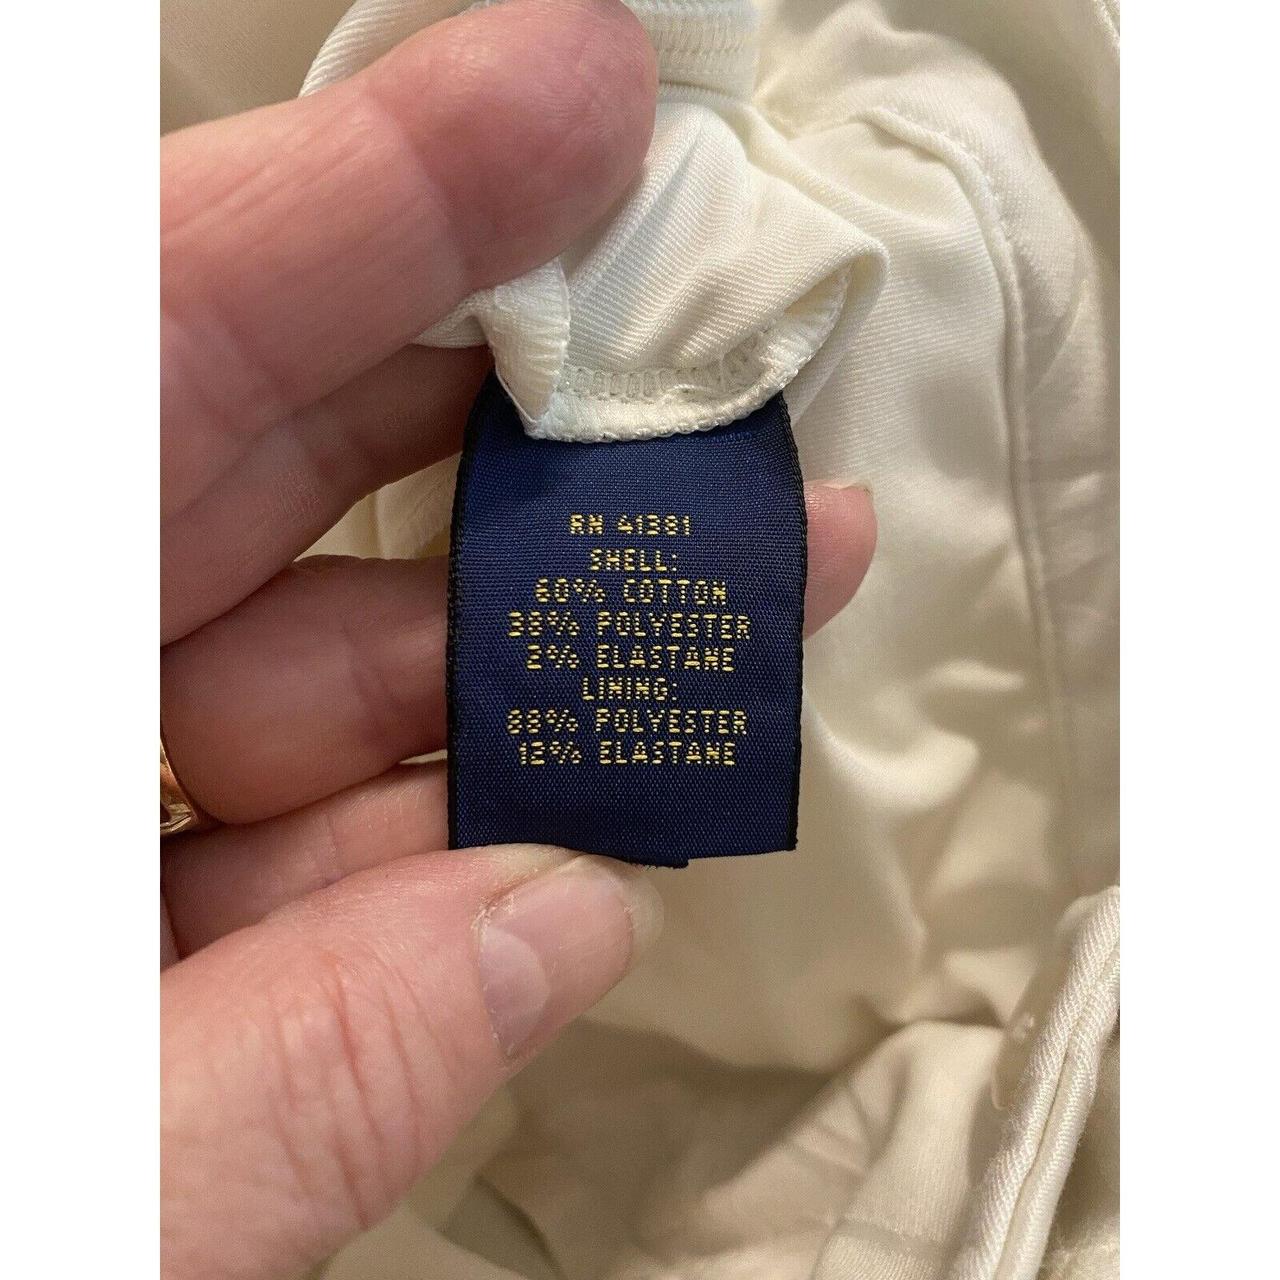 RN 41381
SHELL:
60% COTTON
38% POLYESTER
2% ELASTANE
LINING:
88% POLYESTER
12% ELASTANE